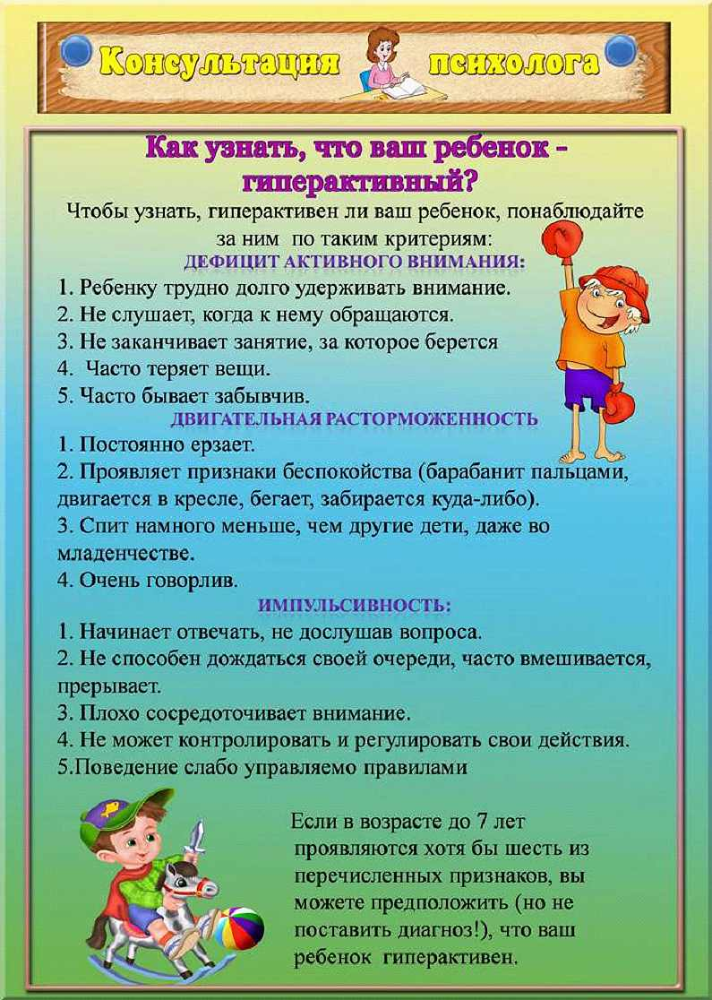 Консультация психолога
Как узнать, что ваш ребенок -
гиперактивный?
Чтобы узнать, гиперактивен ли ваш ребенок, понаблюдайте
за ним по таким критериям:
ДЕФИЦИТ АКТИВНОГО ВНИМАНИЯ:
1. Ребенку трудно долго удерживать внимание.
2. Не слушает, когда к нему обращаются.
3. Не заканчивает занятие, за которое берется
4. Часто теряет вещи.
5. Часто бывает забывчив.
ДВИГАТЕЛЬНАЯ РАСТОРМОЖЕННОСТЬ
1. Постоянно ерзает.
2. Проявляет признаки беспокойства (барабанит пальцами,
двигается в кресле, бегает, забирается куда-либо).
3. Спит намного меньше, чем другие дети, даже во
младенчестве.
4. Очень говорлив.
ИМПУЛЬСИВНОСТЬ:
1. Начинает отвечать, не дослушав вопроса.
2. Не способен дождаться своей очереди, часто вмешивается,
прерывает.
3. Плохо сосредоточивает внимание.
4. Не может контролировать и регулировать свои действия.
5.Поведение слабо управляемо правилами
Если в возрасте до 7 лет
проявляются хотя бы шесть из
перечисленных признаков, вы
можете предположить (но не
поставить диагноз!), что ваш
ребенок гиперактивен.